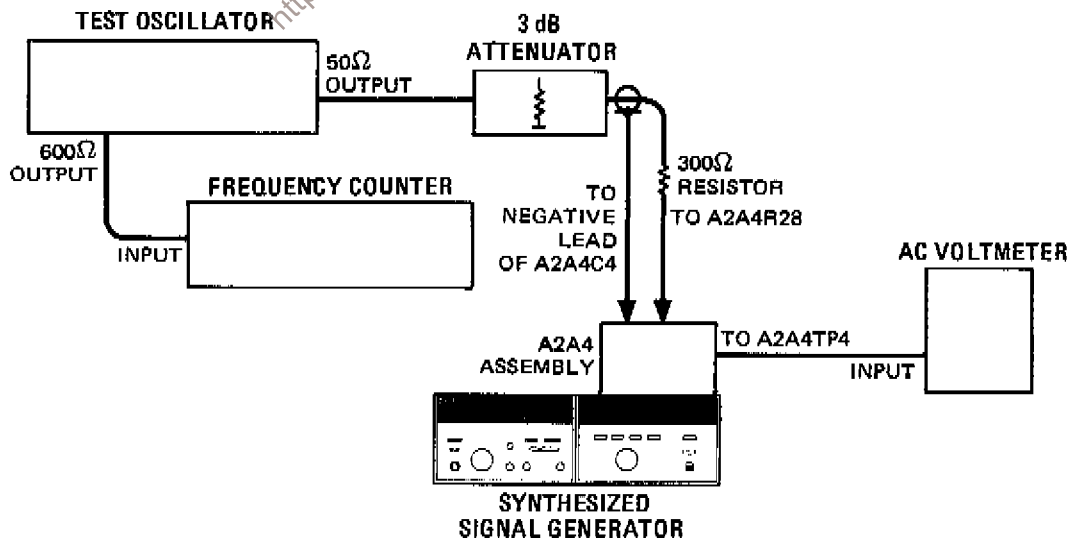 TEST OSCILLATOR
http
3 dB
ATTENUATOR
50Ω
OUTPUT
600Ω
OUTPUT
FREQUENCY COUNTER
INPUT
300Ω
RESISTOR
TO
NEGATIVE
LEAD
OF A2A4C4
TO A2A4R28
AC VOLTMETER
A2A4
ASSEMBLY
TO A2A4TP4
INPUT
SYNTHESIZED
SIGNAL GENERATOR